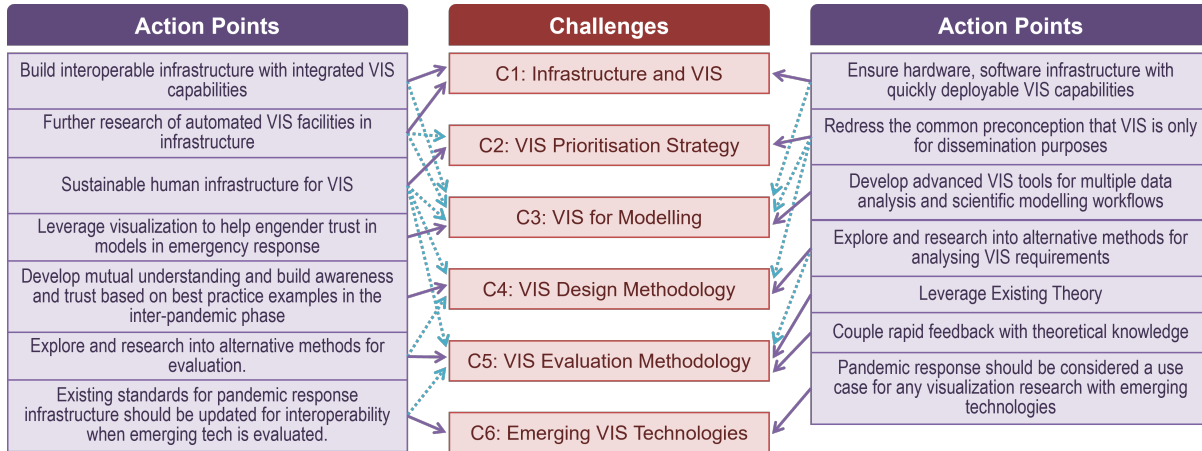 Action Points
Build interoperable infrastructure with integrated VIS
capabilities
Further research of automated VIS facilities in
infrastructure
Sustainable human infrastructure for VIS
Leverage visualization to help engender trust in
models in emergency response
Develop mutual understanding and build awareness
and trust based on best practice examples in the
inter-pandemic phase
Explore and research into alternative methods for
evaluation.
Existing standards for pandemic response
infrastructure should be updated for interoperability
when emerging tech is evaluated.
Challenges
C1: Infrastructure and VIS
C2: VIS Prioritisation Strategy
C3: VIS for Modelling
C4: VIS Design Methodology
C5: VIS Evaluation Methodology
C6: Emerging VIS Technologies
Action Points
Ensure hardware, software infrastructure with
quickly deployable VIS capabilities
Redress the common preconception that VIS is only
for dissemination purposes
Develop advanced VIS tools for multiple data
analysis and scientific modelling workflows
Explore and research into alternative methods for
analysing VIS requirements
Leverage Existing Theory
Couple rapid feedback with theoretical knowledge
Pandemic response should be considered a use
case for any visualization research with emerging
technologies